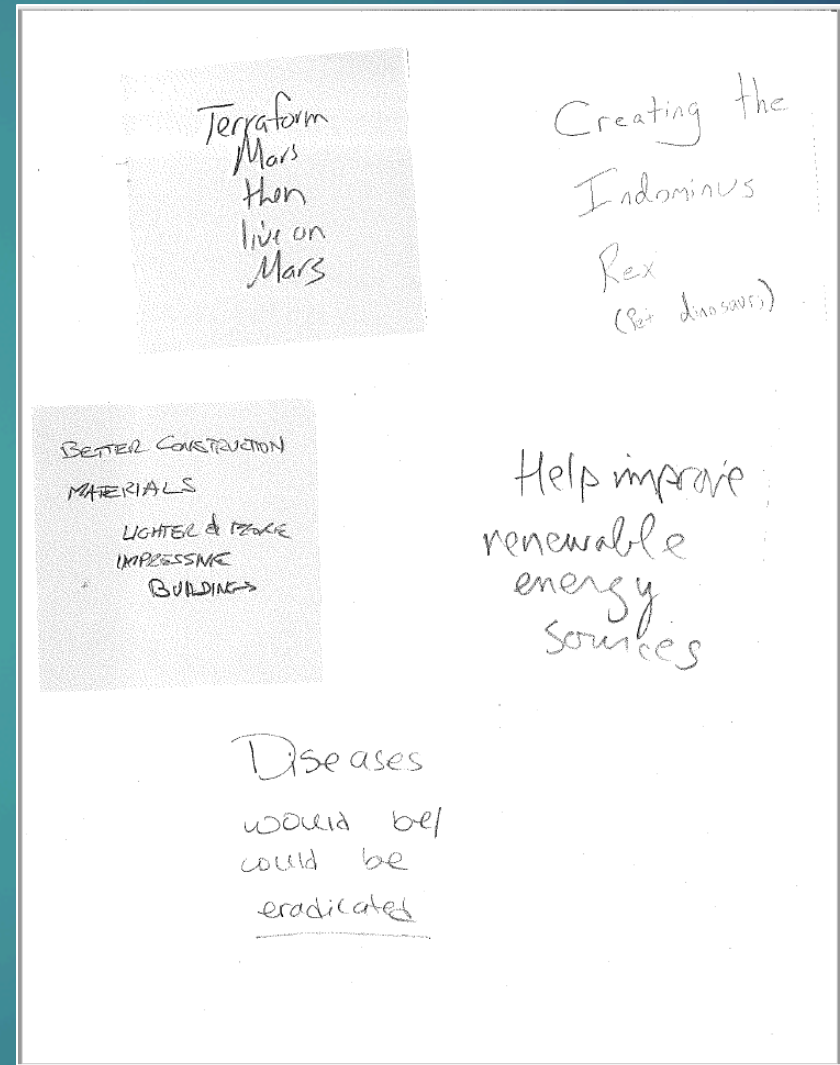 Terraform
Mars
then
live on
Mars
Creating the
Indominus
Rex
(Pet dinosaurs)
BETTER CONSTRUCTION
MATERIALS
LIGHTER & MORE
IMPRESSIVE
BUILDINGS
Help improve
renewable
energy
sources
Diseases
would be/
could be
eradicated